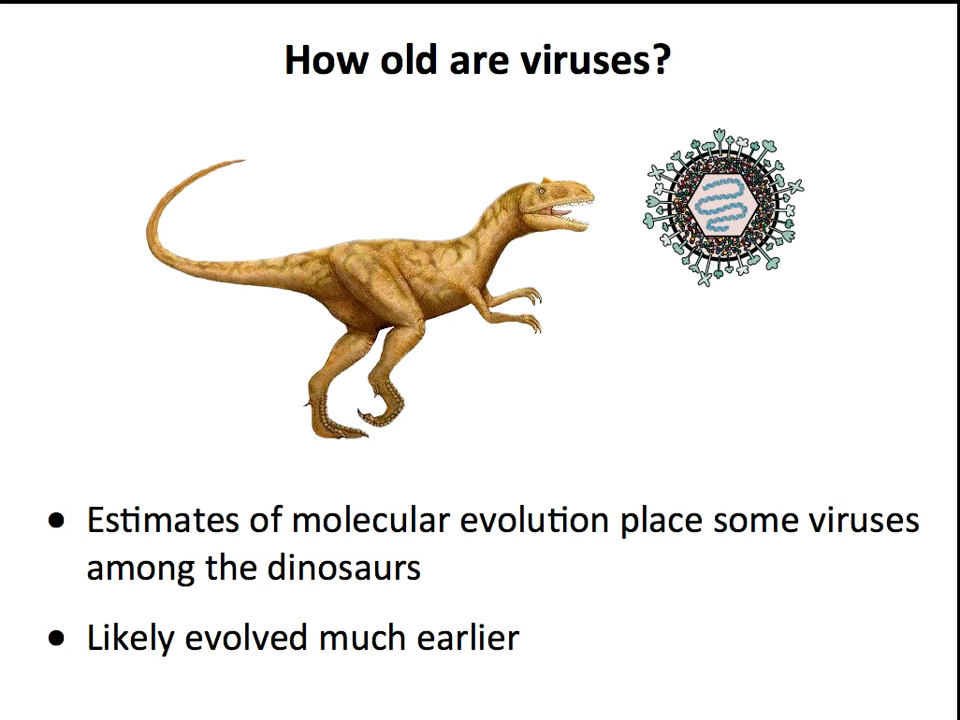 How old are viruses?
• Estimates of molecular evolution place some viruses
among the dinosaurs
• Likely evolved much earlier